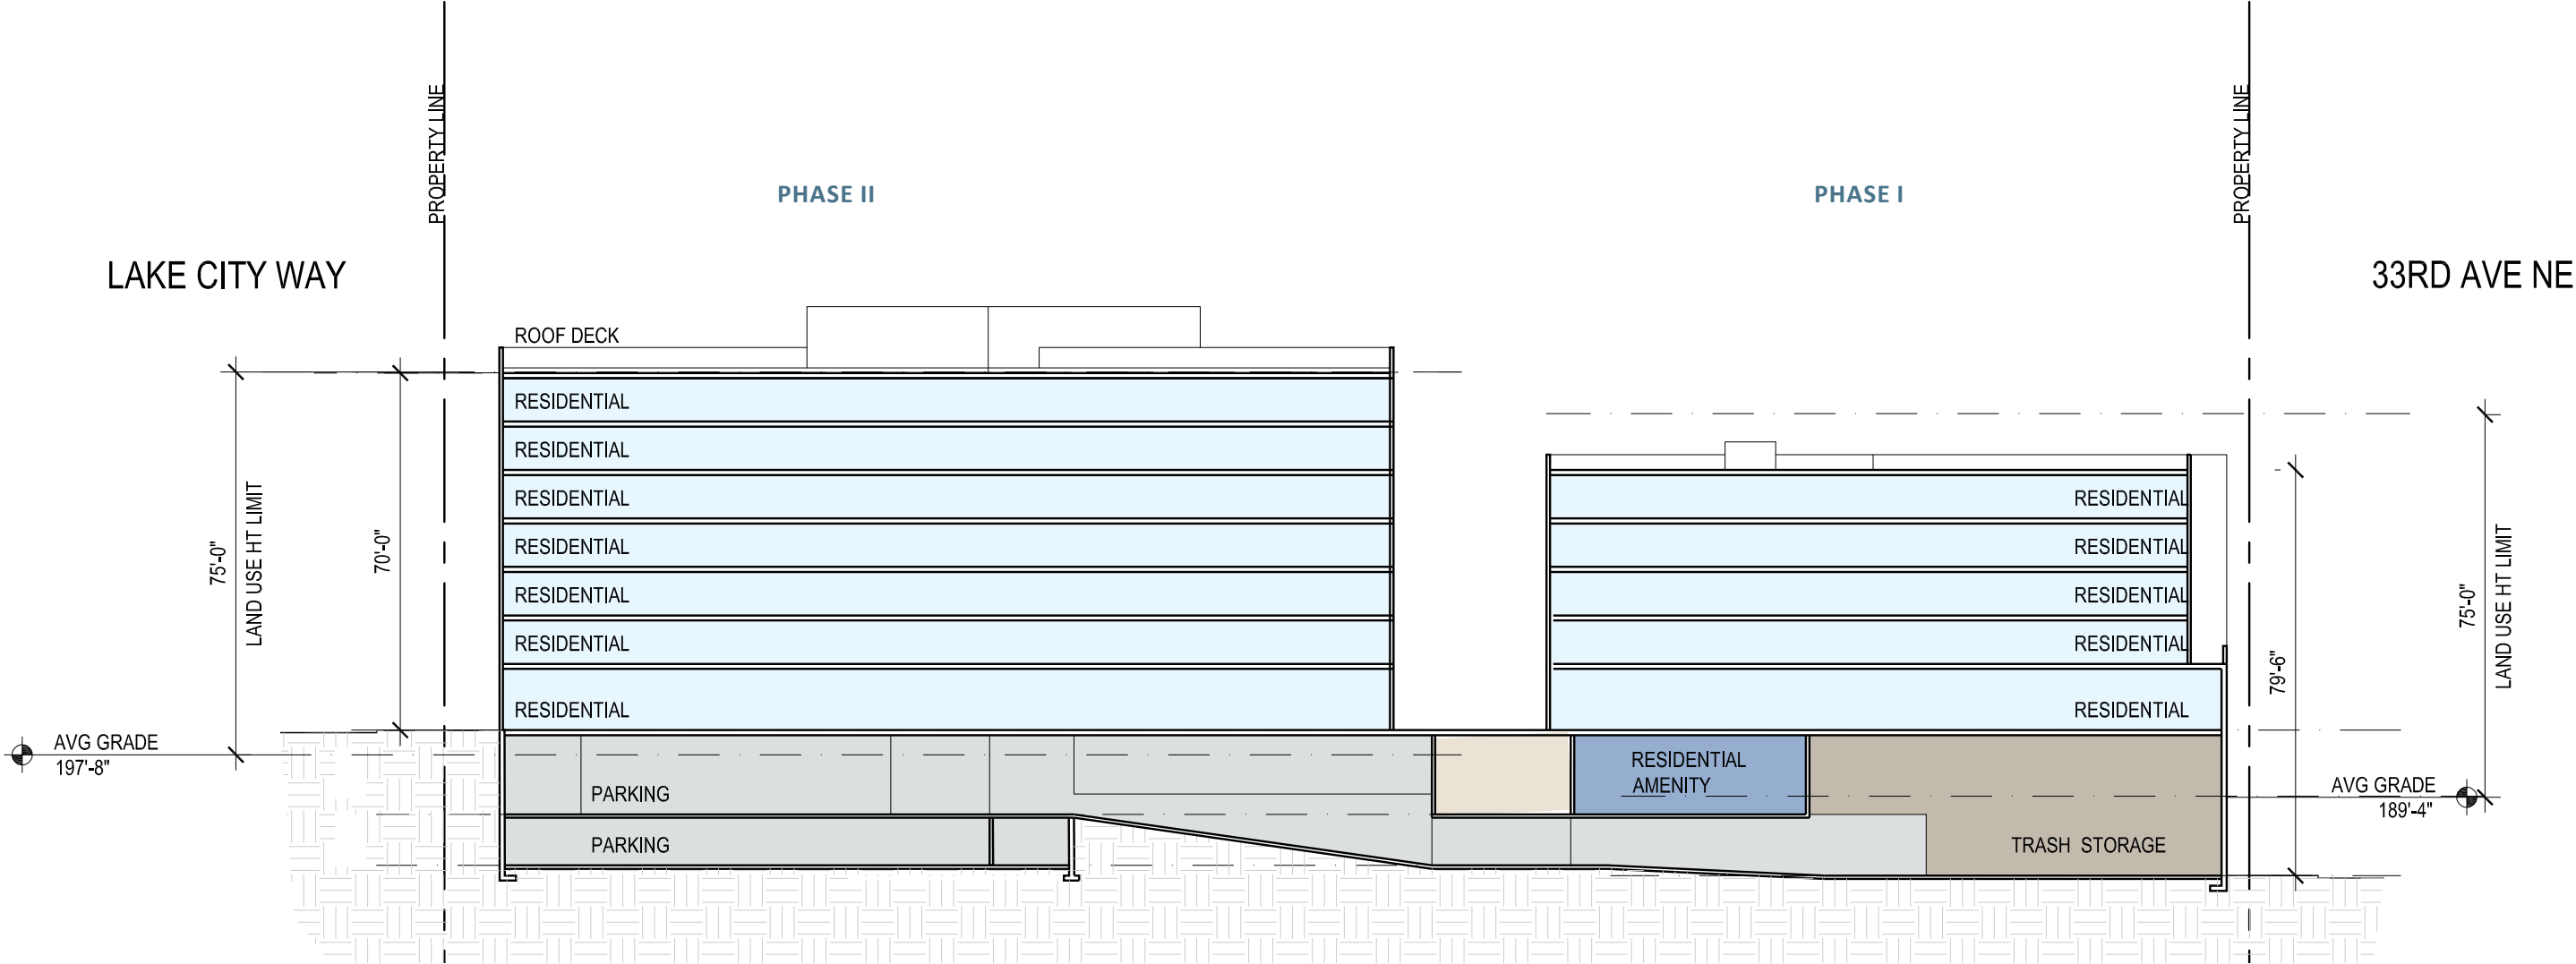 PROPERTY LINE
PROPERTY LINE
PHASE II
PHASE I
LAKE CITY WAY
33RD AVE NE
ROOF DECK
RESIDENTIAL
RESIDENTIAL
RESIDENTIAL
RESIDENTIAL
RESIDENTIAL
RESIDENTIAL
RESIDENTIAL
RESIDENTIAL
RESIDENTIAL
RESIDENTIAL
RESIDENTIAL
RESIDENTIAL
75'-0"
LAND USE HT LIMIT
70'-0"
79'-6"
75'-0"
LAND USE HT LIMIT
AVG GRADE
197'-8"
PARKING
PARKING
RESIDENTIAL
AMENITY
TRASH STORAGE
AVG GRADE
189'-4"